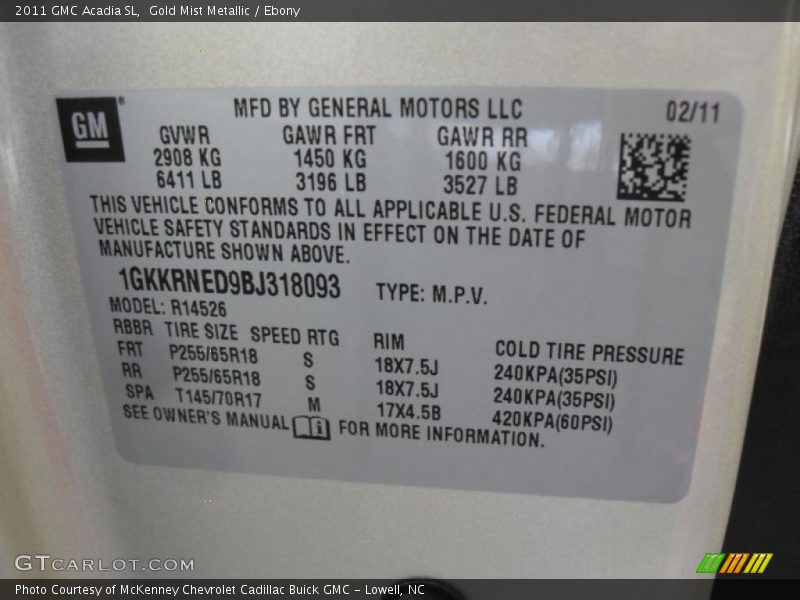 2011 GMC Acadia SL, Gold Mist Metallic / Ebony
GM ®
MFD BY GENERAL MOTORS LLC 02/11
GVWR GAWR FRT GAWR RR
2908 KG 1450 KG 1600 KG
6411 LB 3196 LB 3527 LB
THIS VEHICLE CONFORMS TO ALL APPLICABLE U.S. FEDERAL MOTOR
VEHICLE SAFETY STANDARDS IN EFFECT ON THE DATE OF
MANUFACTURE SHOWN ABOVE.
1GKKRNED9BJ318093 TYPE: M.P.V.
MODEL: R14526
RBBR TIRE SIZE SPEED RTG RIM COLD TIRE PRESSURE
FRT P255/65R18 S 18X7.5J 240KPA(35PSI)
RR P255/65R18 S 18X7.5J 240KPA(35PSI)
SPA T145/70R17 M 17X4.5B 420KPA(60PSI)
SEE OWNER'S MANUAL i FOR MORE INFORMATION.
GTCARLOT.COM
Photo Courtesy of McKenney Chevrolet Cadillac Buick GMC - Lowell, NC